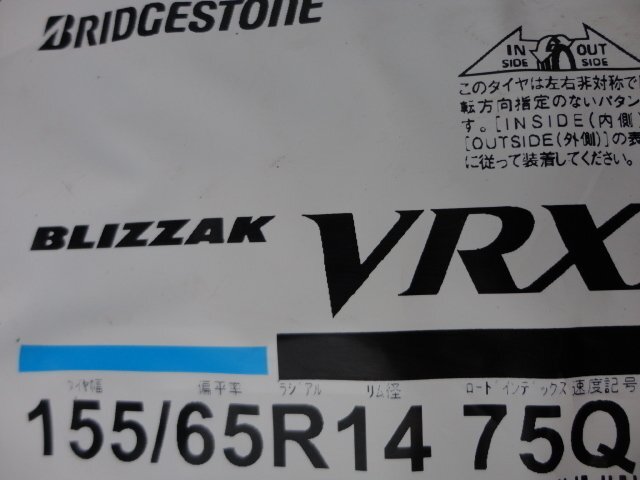 BRIDGESTONE
IN OUT
SIDE SIDE
このタイヤは左右非対称で
転方向指定のないパタン
す。[INSIDE(内側)
[OUTSIDE(外側)]の表
に従って装着してください。
BLIZZAK VRX
タイヤ幅 偏平率 ラジアル リム径 ロードインデックス 速度記号
155/65R14 75Q